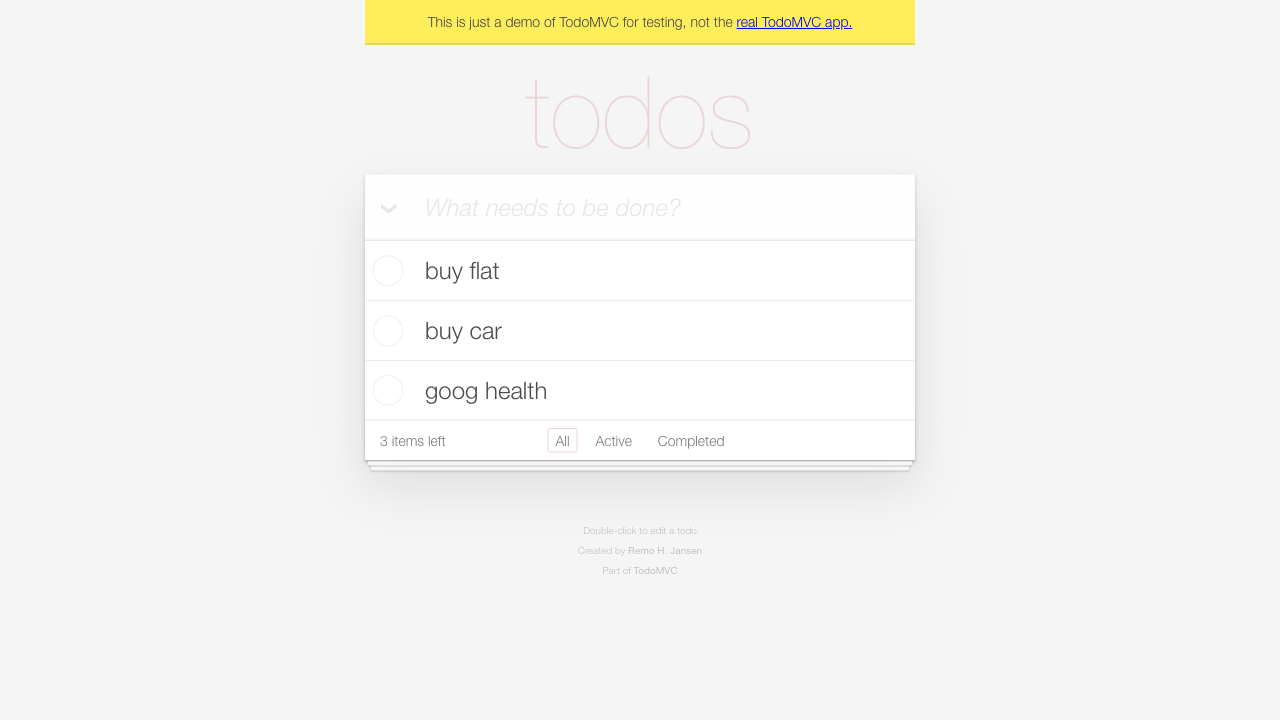 This is just a demo of TodoMVC for testing, not the real TodoMVC app.
todos
What needs to be done?
buy flat
buy car
goog health
3 items left All Active Completed
Double-click to edit a todo
Created by Remo H. Jansen
Part of TodoMVC